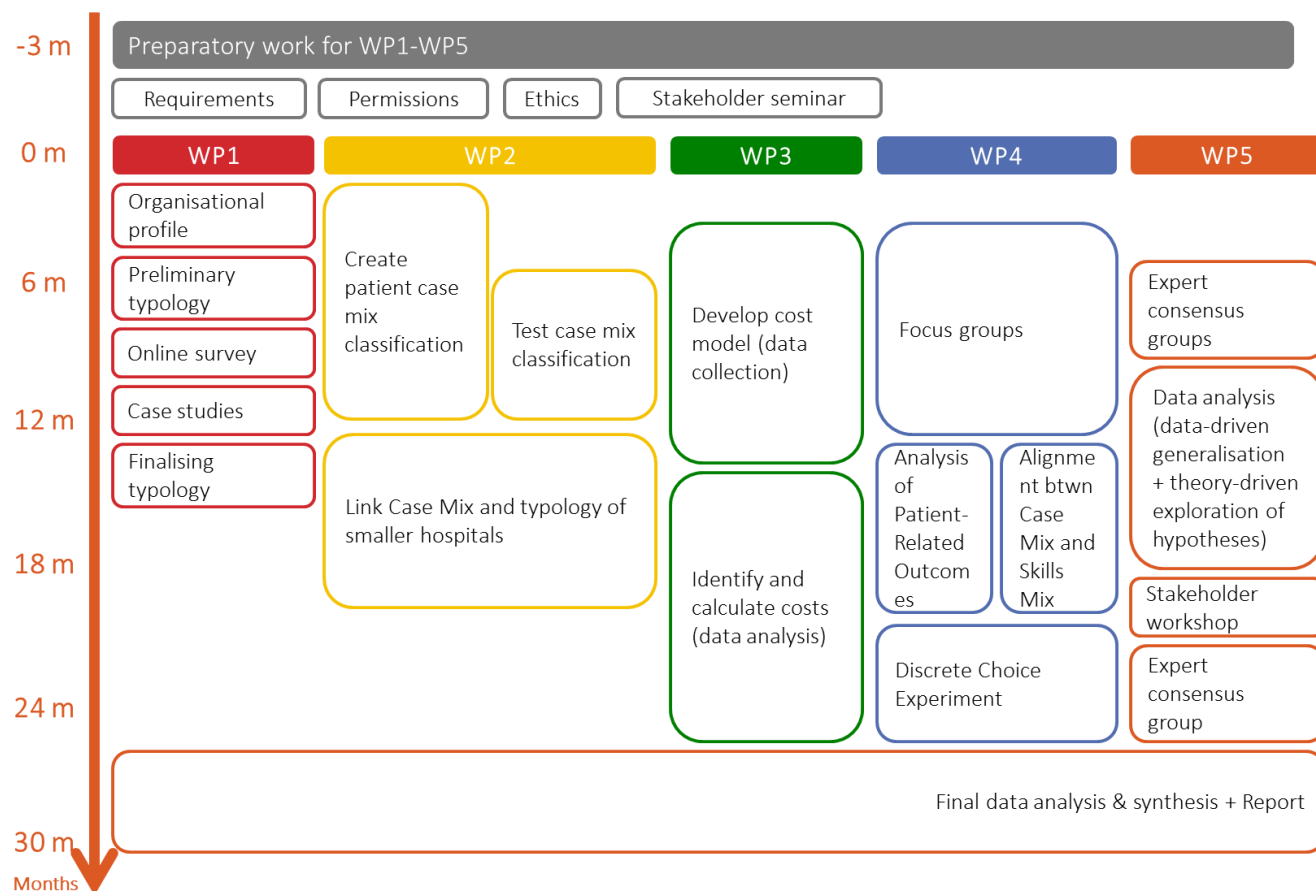 -3 m
Preparatory work for WP1-WP5
Requirements
Permissions
Ethics
Stakeholder seminar
0 m
WP1
WP2
WP3
WP4
WP5
Organisational
profile
6 m
Preliminary
typology
Online survey
Case studies
12 m
Finalising
typology
Create
patient case
mix
classification
Test case mix
classification
Link Case Mix and typology of
smaller hospitals
Develop cost
model (data
collection)
Identify and
calculate costs
(data analysis)
Focus groups
Analysis
of
Patient-
Related
Outcom
es
Alignme
nt btwn
Case
Mix and
Skills
Mix
Discrete Choice
Experiment
Expert
consensus
groups
Data analysis
(data-driven
generalisation
+ theory-driven
exploration of
hypotheses)
18 m
Stakeholder
workshop
Expert
consensus
group
24 m
Final data analysis & synthesis + Report
30 m
Months